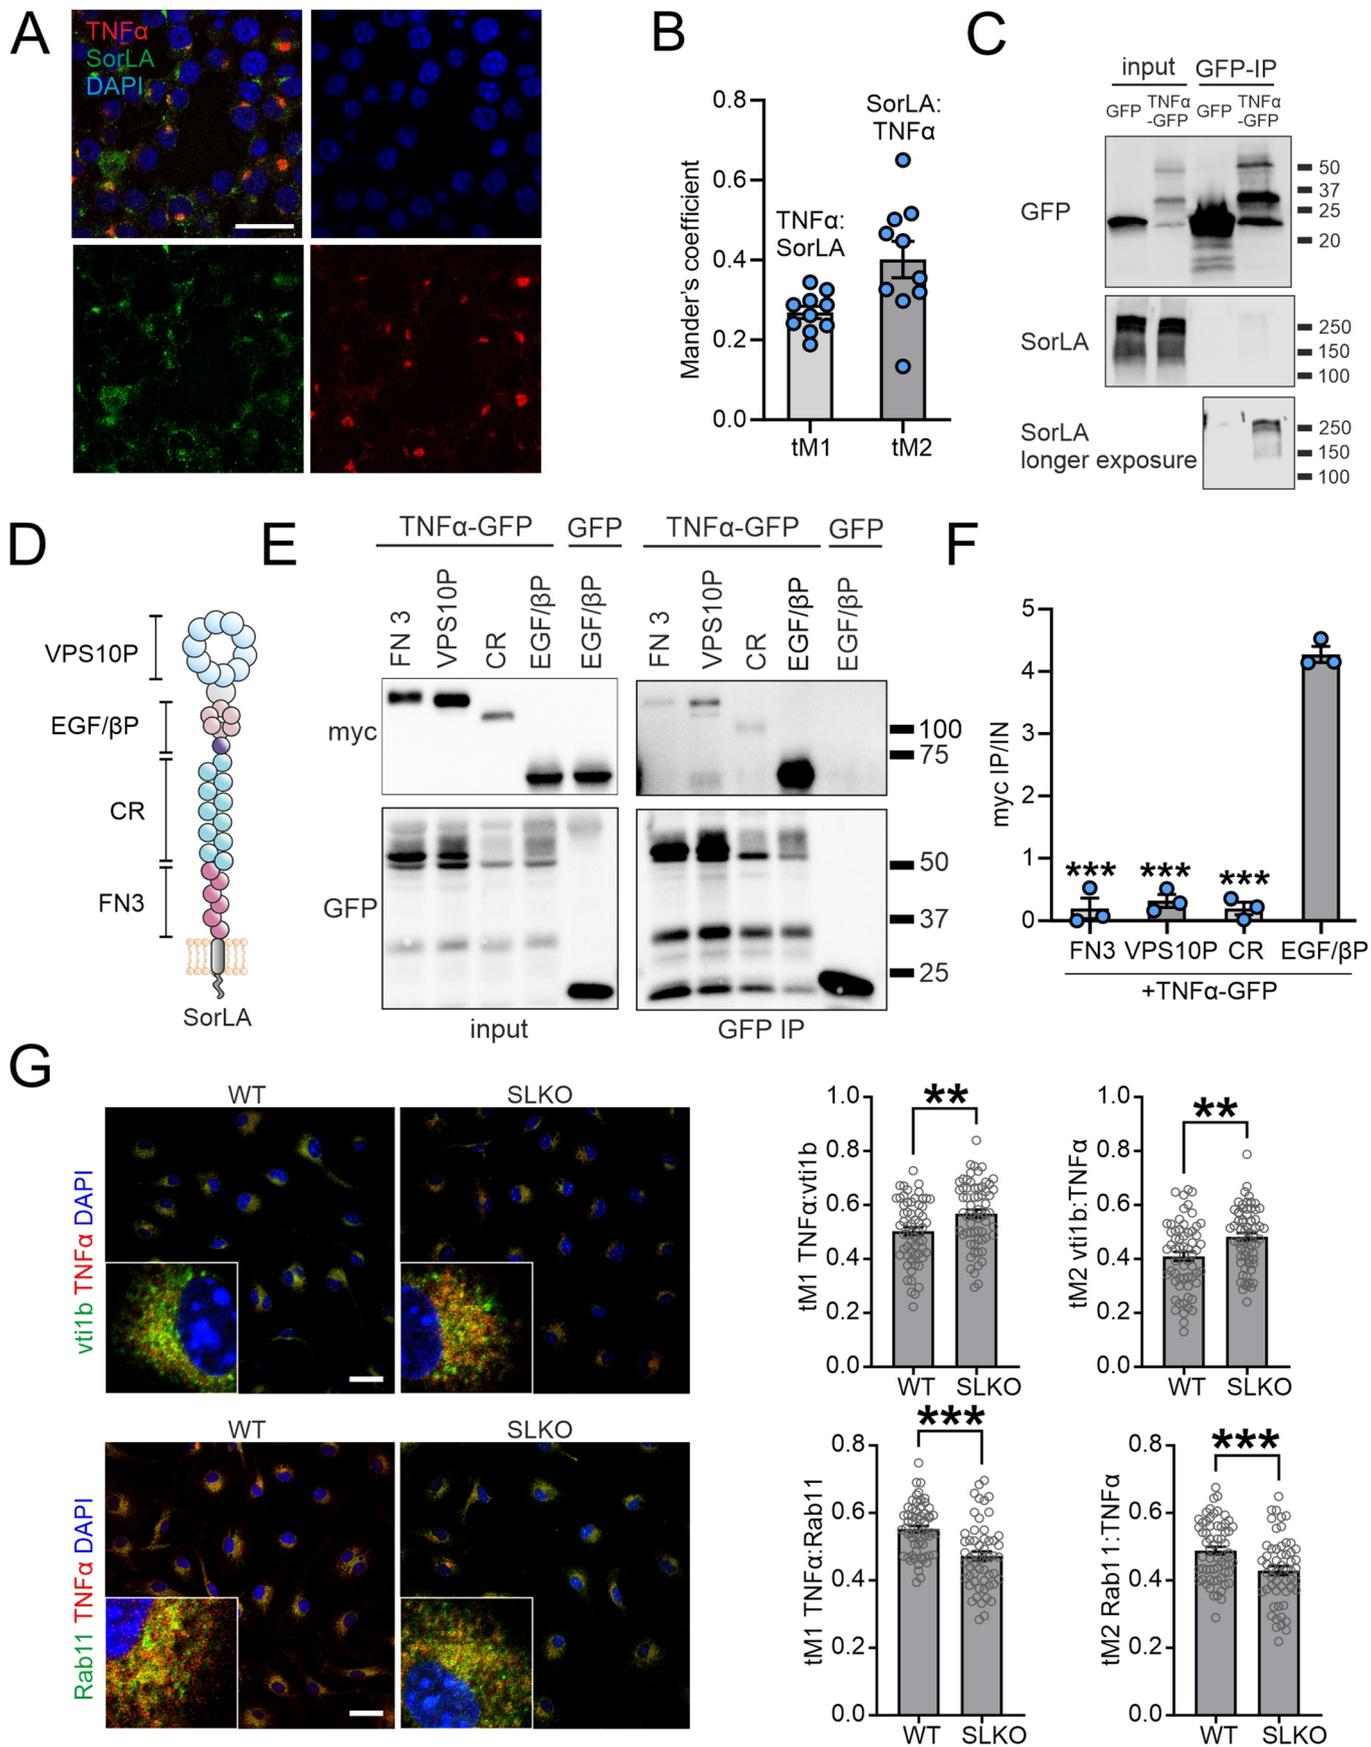 A
TNFα
SorLA
DAPI
B
Mander's coefficient
0.8
0.6
0.4
0.2
0.0
TNFα:
SorLA
SorLA:
TNFα
tM1
tM2
C
input
GFP-IP
GFP
TNFα
-GFP
GFP
TNFα
-GFP
GFP
50
37
25
20
SorLA
250
150
100
SorLA
longer exposure
250
150
100
D
VPS10P
EGF/βP
CR
FN3
SorLA
E
TNFα-GFP
GFP
TNFα-GFP
GFP
FN 3
VPS10P
CR
EGF/βP
EGF/βP
FN 3
VPS10P
CR
EGF/βP
EGF/βP
myc
100
75
GFP
50
37
25
input
GFP IP
F
myc IP/IN
5
4
3
2
1
0
***
***
***
FN3
VPS10P
CR
EGF/βP
+TNFα-GFP
G
WT
SLKO
vti1b TNFα DAPI
WT
SLKO
Rab11 TNFα DAPI
tM1 TNFα:vti1b
1.0
0.8
0.6
0.4
0.2
0.0
**
WT
SLKO
tM2 vti1b:TNFα
1.0
0.8
0.6
0.4
0.2
0.0
**
WT
SLKO
tM1 TNFα:Rab11
0.8
0.6
0.4
0.2
0.0
***
WT
SLKO
tM2 Rab11:TNFα
0.8
0.6
0.4
0.2
0.0
***
WT
SLKO